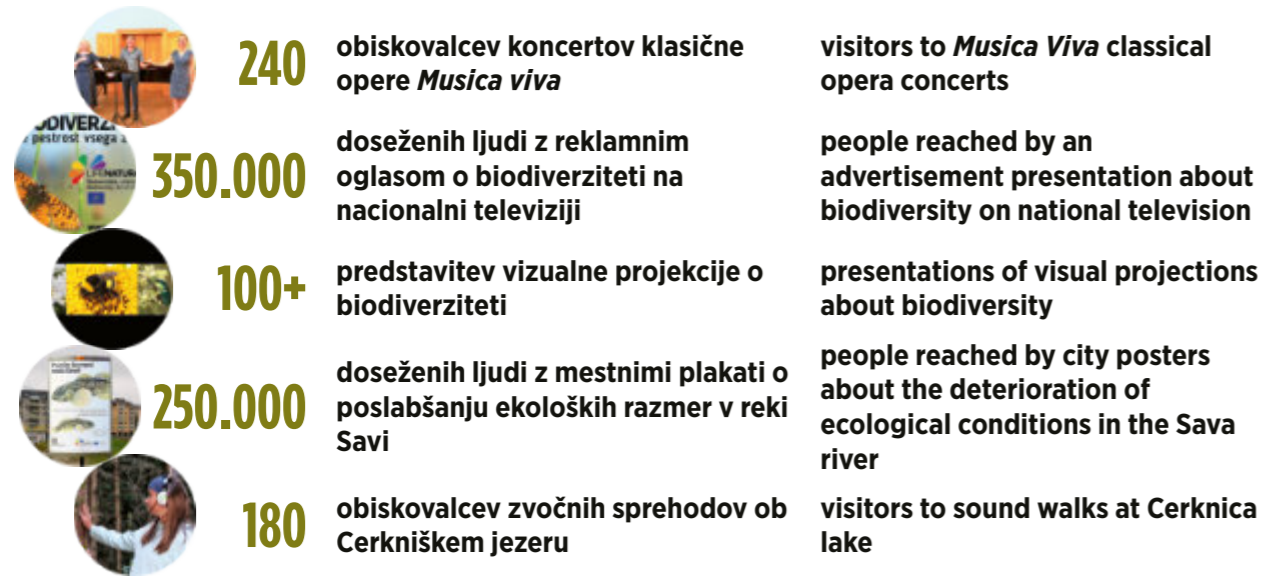 240
obiskovalcev koncertov klasične
opere Musica viva
visitors to Musica Viva classical
opera concerts
pestrost vsega
350.000
doseženih ljudi z reklamnim
oglasom o biodiverziteti na
nacionalni televiziji
people reached by an
advertisement presentation about
biodiversity on national television
100+
predstavitev vizualne projekcije o
biodiverziteti
presentations of visual projections
about biodiversity
250.000
doseženih ljudi z mestnimi plakati o
poslabšanju ekoloških razmer v reki
Savi
people reached by city posters
about the deterioration of
ecological conditions in the Sava
river
180
obiskovalcev zvočnih sprehodov ob
Cerkniškem jezeru
visitors to sound walks at Cerknica
lake